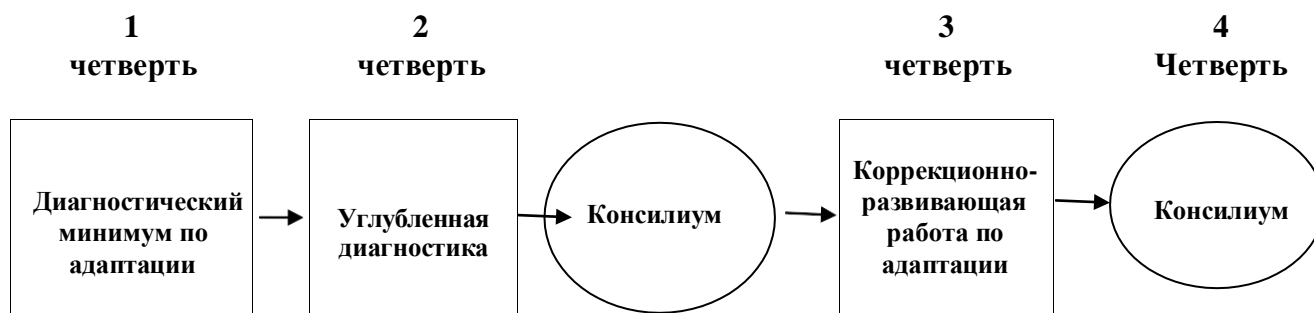 1
четверть
2
четверть
3
четверть
4
Четверть
Диагностический
минимум по
адаптации
Углубленная
диагностика
Консилиум
Коррекционно-
развивающая
работа по
адаптации
Консилиум